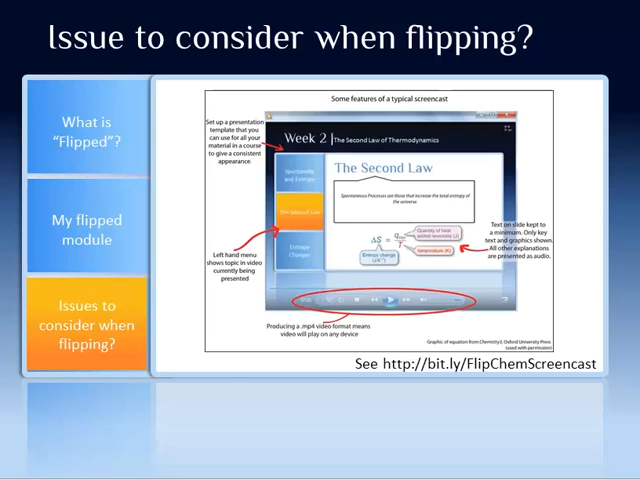 Issue to consider when flipping?
What is
“Flipped”?
My flipped
module
Issues to
consider when
flipping?
Some features of a typical screencast
Set up a presentation
template that you
can use for all your
material in a course
to give a consistent
appearance.
Week 2 | The Second Law of Thermodynamics
Spontaneity
and Entropy
The Second Law
Entropy
Changes
The Second Law
Spontaneous Processes are those that increase the total entropy of
the universe
Quantity of heat
added reversibly (J)
temperature (K)
Entropy change
Left hand menu
shows topic in video
currently being
presented
Text on slide kept to
a minimum. Only key
text and graphics shown.
All other explanations
are presented as audio.
Producing a .mp4 video format means
video will play on any device
Graphic of equation from Chemistry3, Oxford University Press
(used with permission)
See http://bit.ly/FlipChemScreencast